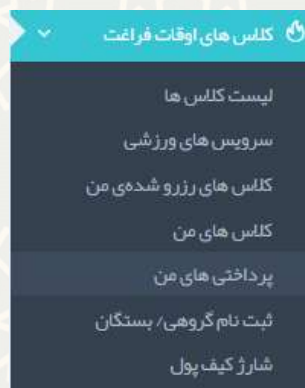 کلاس های اوقات فراغت
لیست کلاس ها
سرویس های ورزشی
کلاس های رزرو شده‌ی من
کلاس های من
پرداختی های من
ثبت نام گروهی/ بستگان
شارژ کیف پول